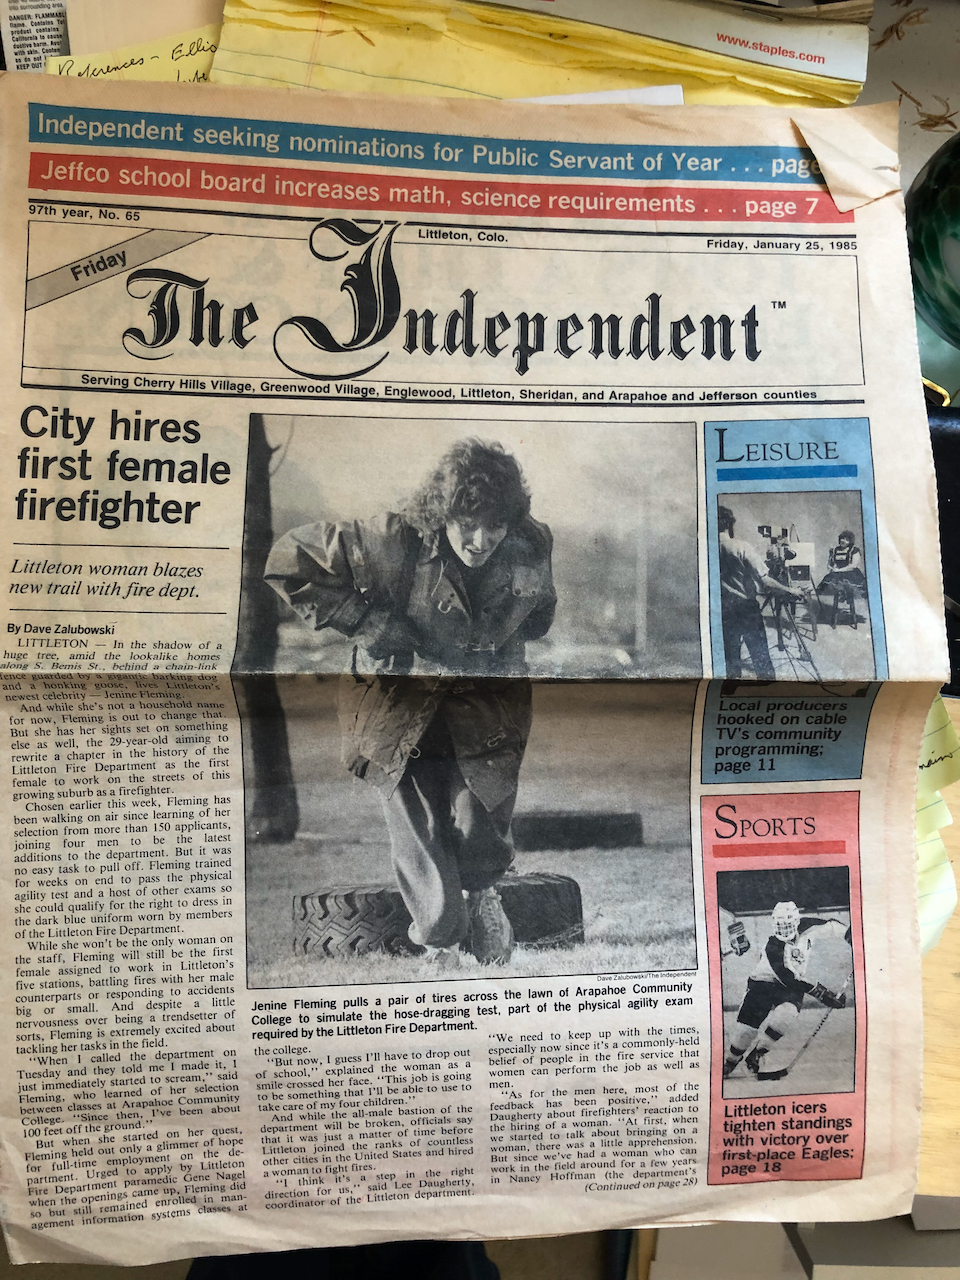 into surrounding area.
DANGER: FLAMMABL
flame. Contains
product contains
California to cause
with skin.
KEEP OUT
References - Ellis
www.staples.com
Independent seeking nominations for Public Servant of Year . . . page
Jeffco school board increases math, science requirements . . . page 7
97th year, No. 65
Littleton, Colo.
Friday, January 25, 1985
Friday
The Independent™
Serving Cherry Hills Village, Greenwood Village, Englewood, Littleton, Sheridan, and Arapahoe and Jefferson counties
City hires
first female
firefighter
Littleton woman blazes
new trail with fire dept.
By Dave Zalubowski
LITTLETON — In the shadow of a
huge tree, amid the lookalike homes
along S. Bemis St., behind a chain-link
fence guarded by a gigantic barking dog
and a honking goose, lives Littleton's
newest celebrity — Jenine Fleming.
And while she's not a household name
for now, Fleming is out to change that.
But she has her sights set on something
else as well, the 29-year-old aiming to
rewrite a chapter in the history of the
Littleton Fire Department as the first
female to work on the streets of this
growing suburb as a firefighter.
Chosen earlier this week, Fleming has
been walking on air since learning of her
selection from more than 150 applicants,
joining four men to be the latest
additions to the department. But it was
no easy task to pull off. Fleming trained
for weeks on end to pass the physical
agility test and a host of other exams so
she could qualify for the right to dress in
the dark blue uniform worn by members
of the Littleton Fire Department.
While she won't be the only woman on
the staff, Fleming will still be the first
female assigned to work in Littleton's
five stations, battling fires with her male
counterparts or responding to accidents
big or small. And despite a little
nervousness over being a trendsetter of
sorts, Fleming is extremely excited about
tackling her tasks in the field.
"When I called the department on
Tuesday and they told me I made it, I
just immediately started to scream," said
Fleming, who learned of her selection
between classes at Arapahoe Community
College. "Since then, I've been about
100 feet off the ground."
But when she started on her quest,
Fleming held out only a glimmer of hope
for full-time employment on the de-
partment. Urged to apply by Littleton
Fire Department paramedic Gene Nagel
when the openings came up, Fleming did
so but still remained enrolled in man-
agement information systems classes at
Dave Zalubowski/The Independent
Jenine Fleming pulls a pair of tires across the lawn of Arapahoe Community
College to simulate the hose-dragging test, part of the physical agility exam
required by the Littleton Fire Department.
the college.
"But now, I guess I'll have to drop out
of school," explained the woman as a
smile crossed her face. "This job is going
to be something that I'll be able to use to
take care of my four children."
And while the all-male bastion of the
department will be broken, officials say
that it was just a matter of time before
Littleton joined the ranks of countless
other cities in the United States and hired
a woman to fight fires.
"I think it's a step in the right
direction for us," said Lee Daugherty,
coordinator of the Littleton department.
"We need to keep up with the times,
especially now since it's a commonly-held
belief of people in the fire service that
women can perform the job as well as
men.
"As for the men here, most of the
feedback has been positive," added
Daugherty about firefighters' reaction to
the hiring of a woman. "At first, when
we started to talk about bringing on a
woman, there was a little apprehension.
But since we've had a woman who can
work in the field around for a few years
in Nancy Hoffman (the department's
(Continued on page 28)
LEISURE
Local producers
hooked on cable
TV's community
programming;
page 11
SPORTS
Littleton icers
tighten standings
with victory over
first-place Eagles;
page 18